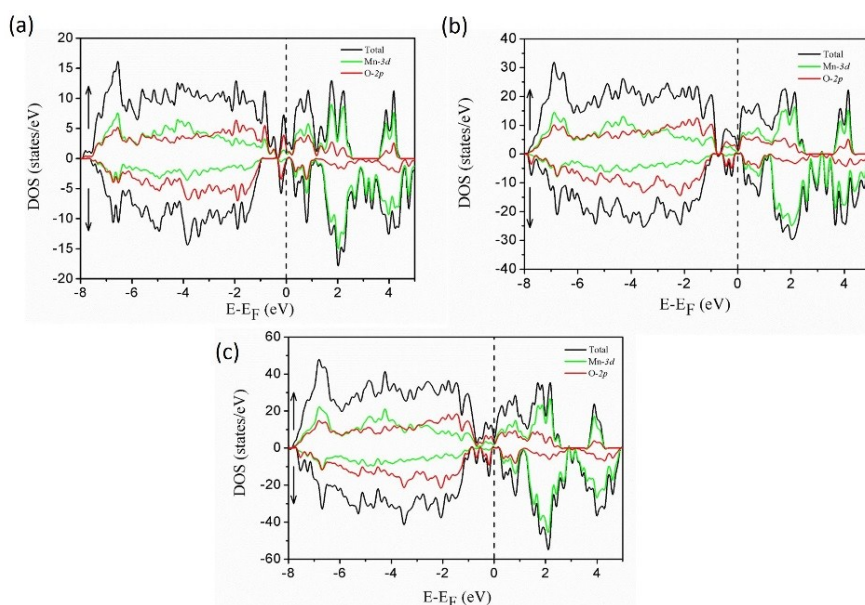 (a)
20
15
10
5
0
-5
-10
-15
-20
DOS (states/eV)
-8 -6 -4 -2 0 2 4
E-E_F (eV)
Total
Mn-3d
O-2p
(b)
40
30
20
10
0
-10
-20
-30
-40
DOS (states/eV)
-8 -6 -4 -2 0 2 4
E-E_F (eV)
Total
Mn-3d
O-2p
(c)
60
40
20
0
-20
-40
-60
DOS (states/eV)
-8 -6 -4 -2 0 2 4
E-E_F (eV)
Total
Mn-3d
O-2p